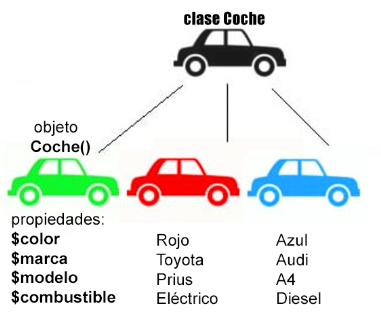 clase Coche
objeto
Coche()
propiedades:
$color Rojo Azul
$marca Toyota Audi
$modelo Prius A4
$combustible Eléctrico Diesel